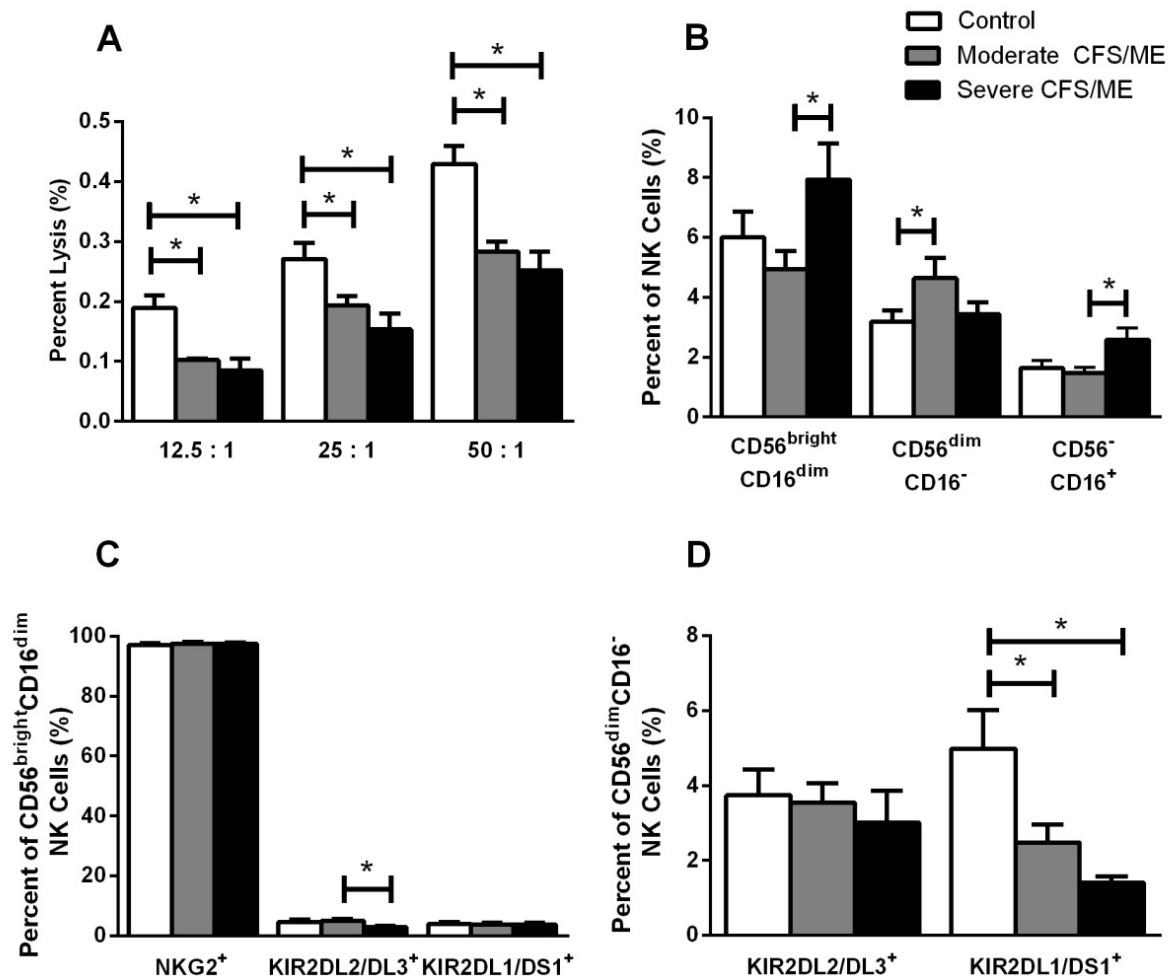 A
B
Control
Moderate CFS/ME
Severe CFS/ME
Percent Lysis (%)
0.5
0.4
0.3
0.2
0.1
0.0
* * * * * *
12.5 : 1 25 : 1 50 : 1
Percent of NK Cells (%)
10
8
6
4
2
0
* * *
CD56bright CD56dim CD56-
CD16dim CD16- CD16+
C
D
Percent of CD56brightCD16dim
NK Cells (%)
100
80
60
40
20
0
*
NKG2+ KIR2DL2/DL3+ KIR2DL1/DS1+
Percent of CD56dimCD16-
NK Cells (%)
8
6
4
2
0
* *
KIR2DL2/DL3+ KIR2DL1/DS1+